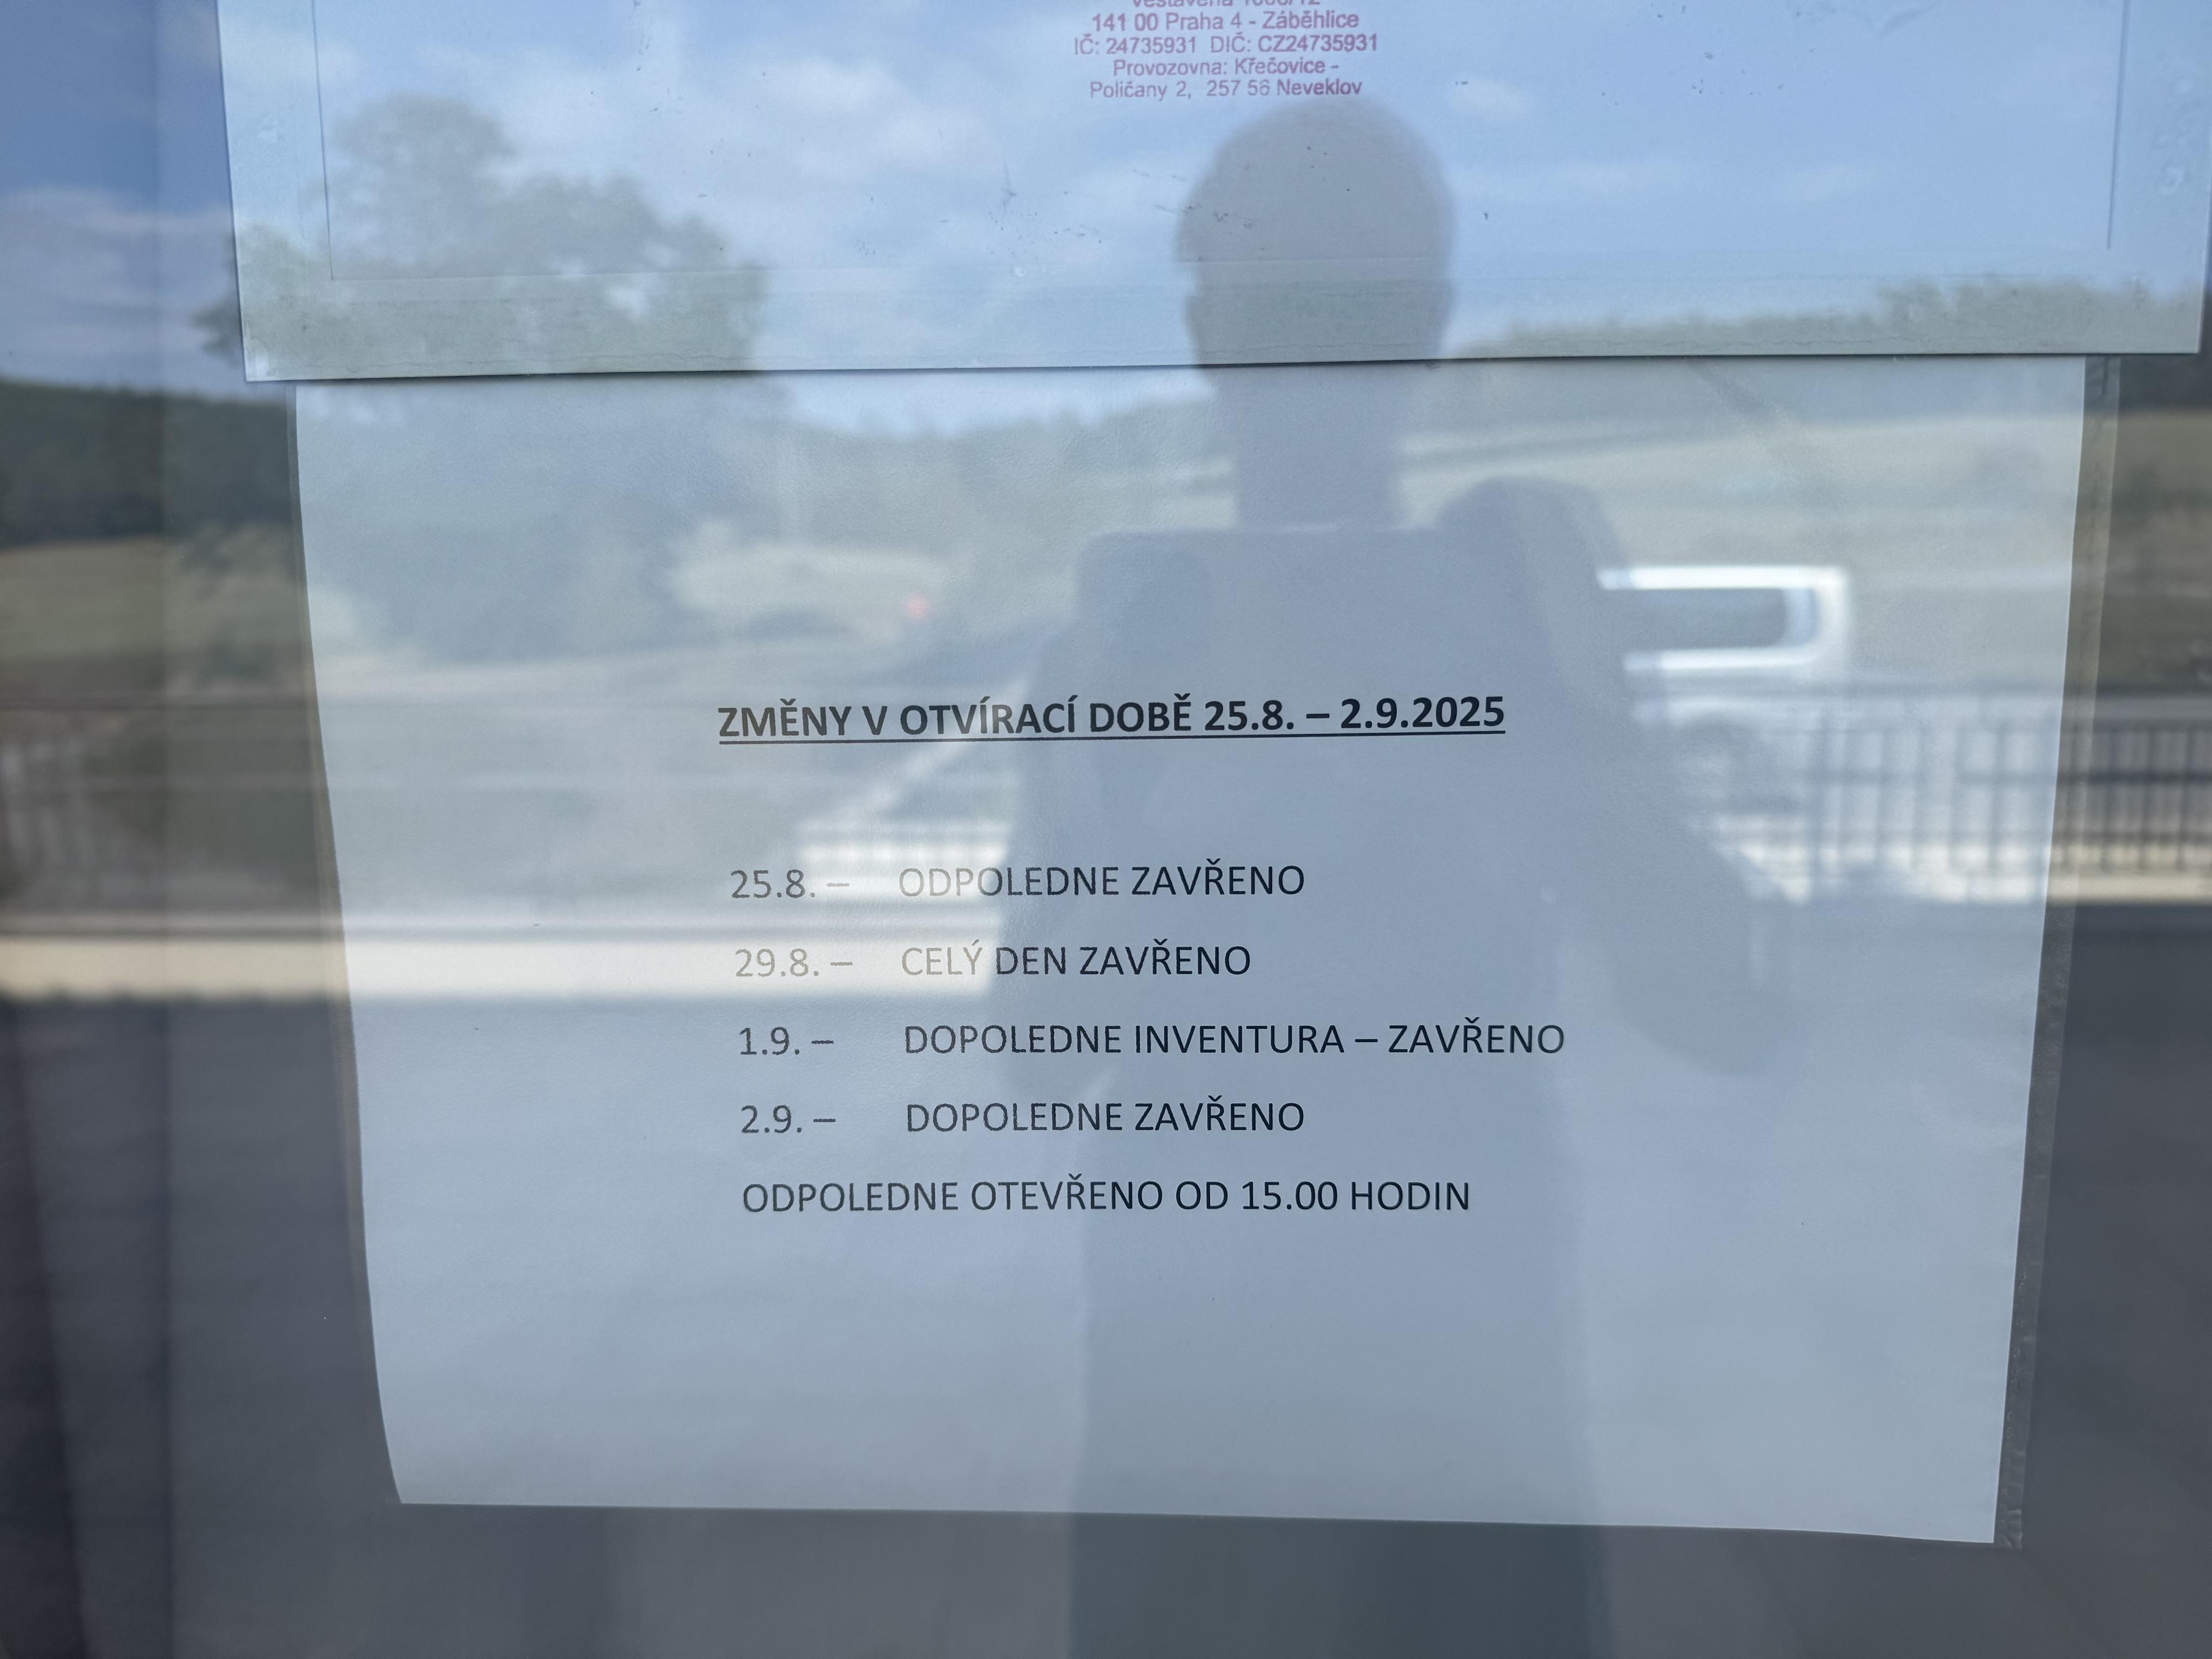 141 00 Praha 4 - Záběhlice
IČ: 24735931 DIČ: CZ24735931
Provozovna: Křečovice -
Poličany 2, 257 56 Neveklov
ZMĚNY V OTVÍRACÍ DOBĚ 25.8. – 2.9.2025
25.8. – ODPOLEDNE ZAVŘENO
29.8. – CELÝ DEN ZAVŘENO
1.9. – DOPOLEDNE INVENTURA – ZAVŘENO
2.9. – DOPOLEDNE ZAVŘENO
ODPOLEDNE OTEVŘENO OD 15.00 HODIN